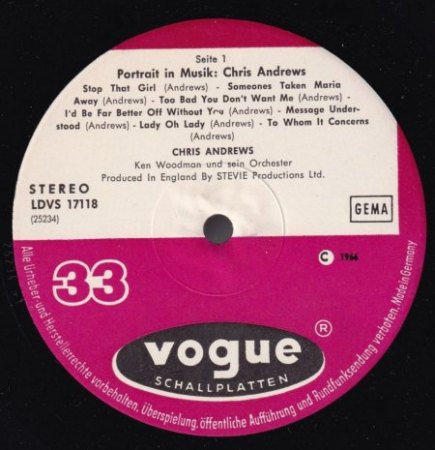 Seite 1
Portrait in Musik: Chris Andrews
Stop That Girl (Andrews) - Someones Taken Maria
Away (Andrews) - Too Bad You Don't Want Me (Andrews) -
I'd Be Far Better Off Without You (Andrews) - Message Under-
stood (Andrews) - Lady Oh Lady (Andrews) - To Whom It Concerns
(Andrews)
CHRIS ANDREWS
Ken Woodman und sein Orchester
Produced In England By STEVIE Productions Ltd.
STEREO
LDVS 17118
(25234)
GEMA
33
C 1966
vogue ®
SCHALLPLATTEN
Alle Urheber- und Herstellerrechte vorbehalten. Überspielung, öffentliche Aufführung und Rundfunksendung verboten. Made in Germany